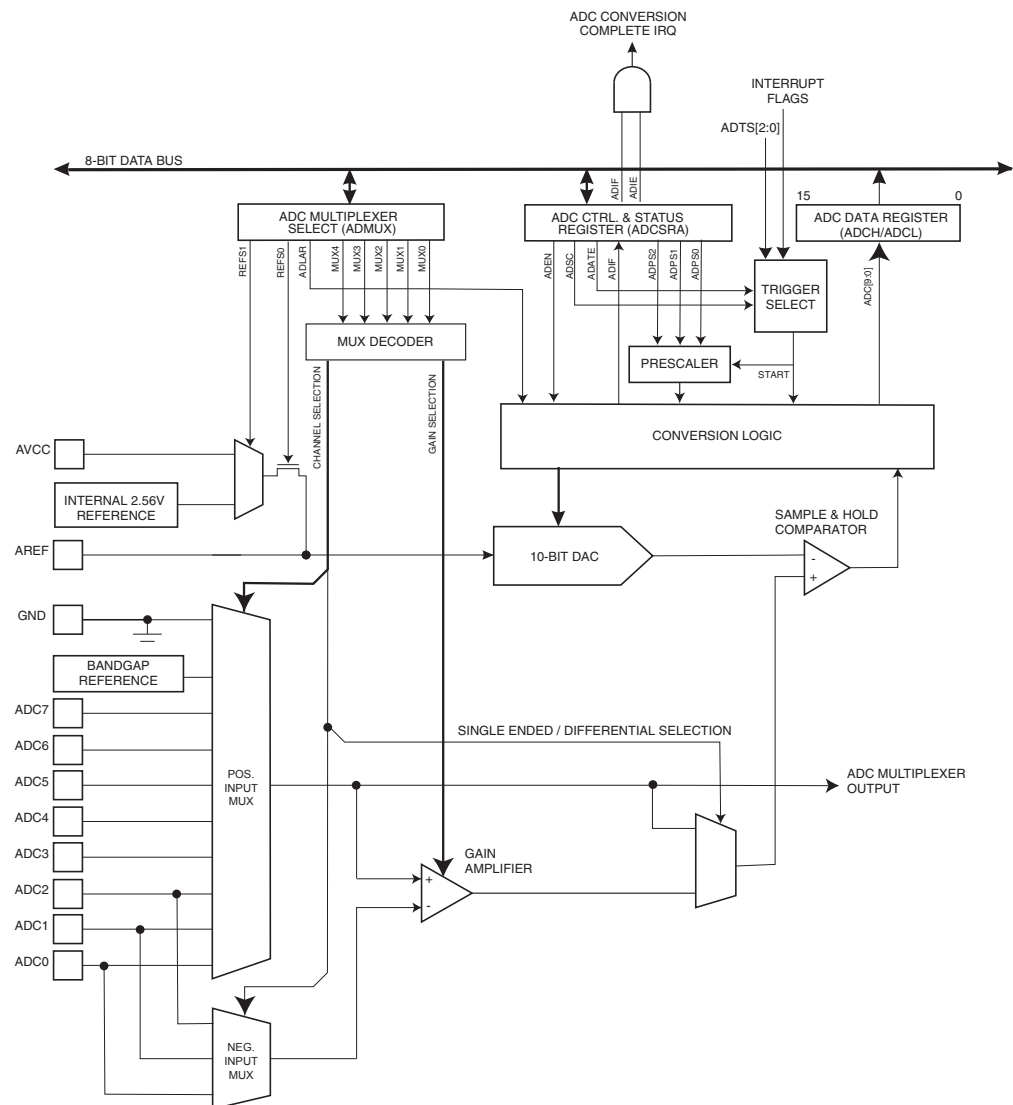 ADC CONVERSION
COMPLETE IRQ
INTERRUPT
FLAGS
ADTS[2:0]
8-BIT DATA BUS
ADIF
ADIE
15
0
ADC MULTIPLEXER
SELECT (ADMUX)
ADC CTRL. & STATUS
REGISTER (ADCSRA)
ADC DATA REGISTER
(ADCH/ADCL)
REFS1
REFS0
ADLAR
MUX4
MUX3
MUX2
MUX1
MUX0
ADEN
ADSC
ADATE
ADIF
ADPS2
ADPS1
ADPS0
TRIGGER
SELECT
ADC[9:0]
MUX DECODER
PRESCALER
START
CHANNEL SELECTION
GAIN SELECTION
CONVERSION LOGIC
AVCC
INTERNAL 2.56V
REFERENCE
SAMPLE & HOLD
COMPARATOR
AREF
10-BIT DAC
-
+
GND
BANDGAP
REFERENCE
ADC7
SINGLE ENDED / DIFFERENTIAL SELECTION
ADC6
ADC5
POS.
INPUT
MUX
ADC MULTIPLEXER
OUTPUT
ADC4
ADC3
GAIN
AMPLIFIER
+
-
ADC2
ADC1
ADC0
NEG.
INPUT
MUX